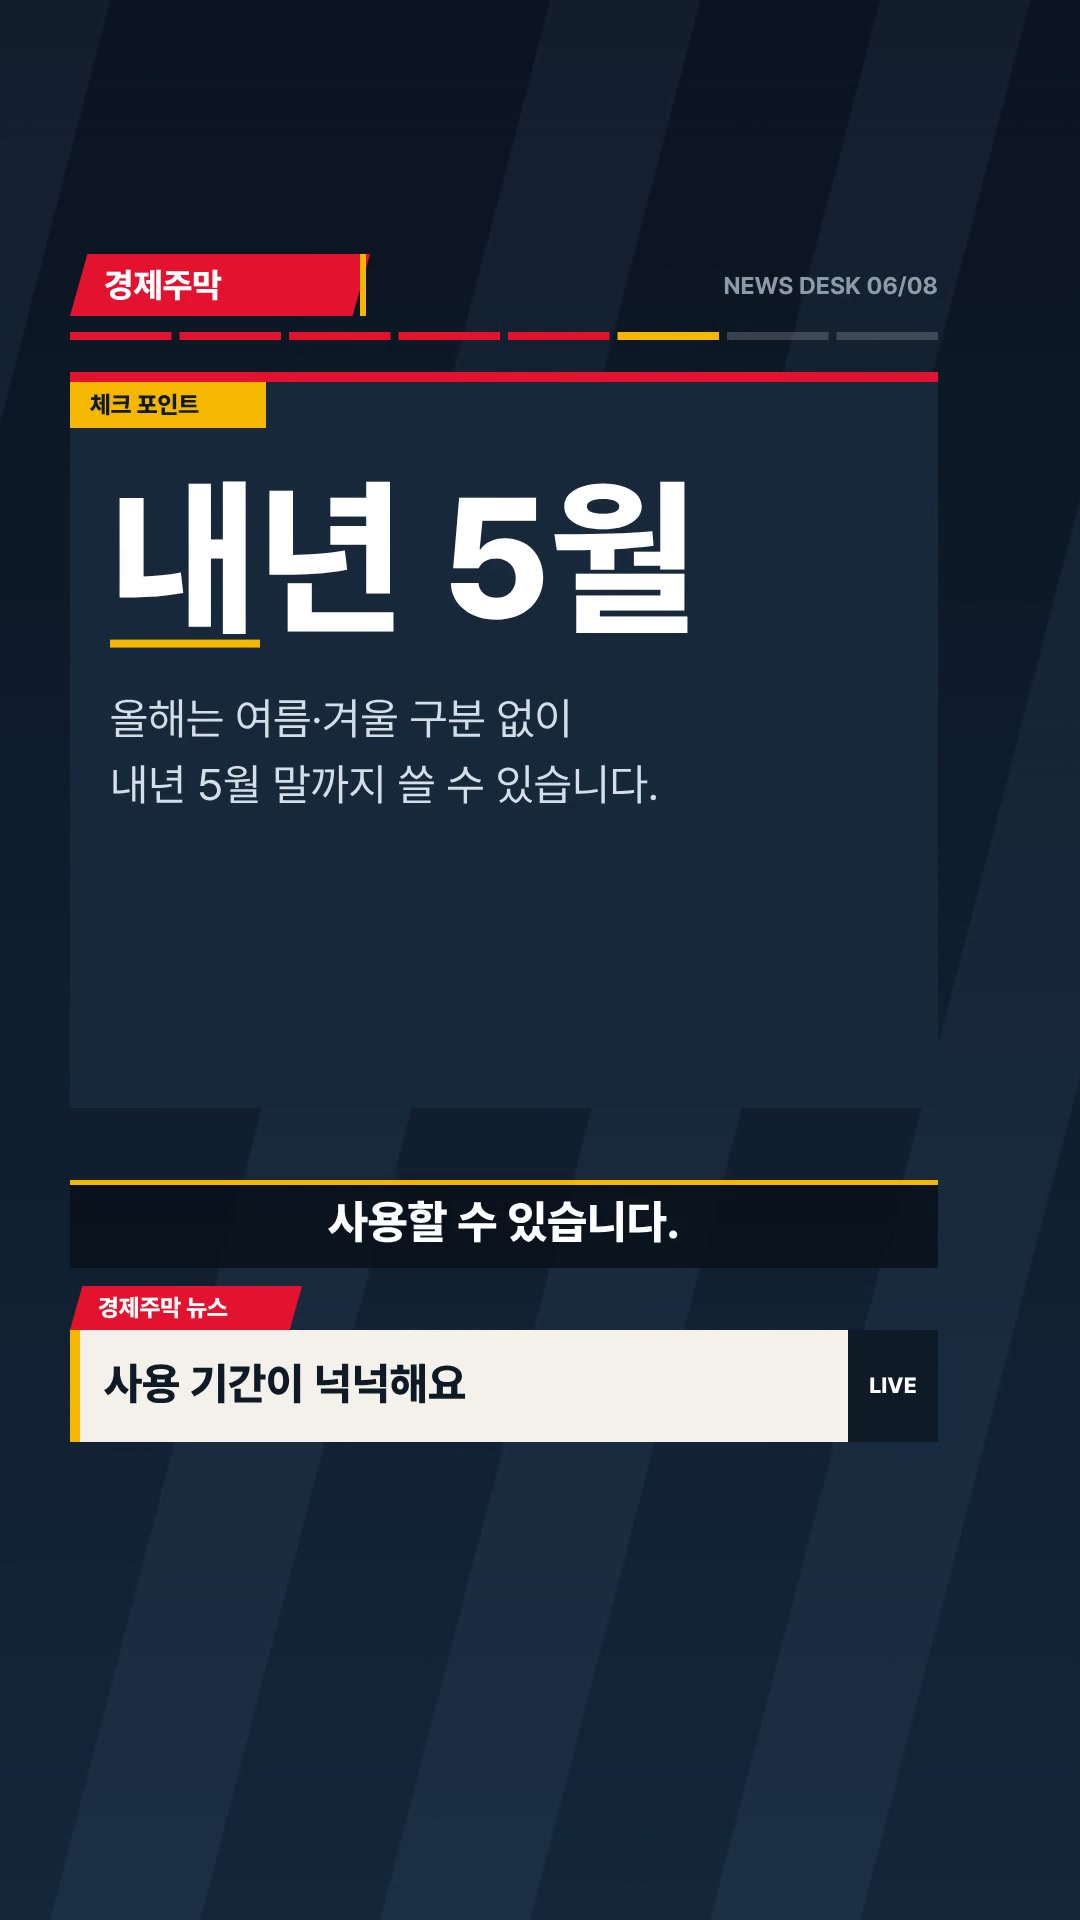 경제주막
NEWS DESK 06/08
체크 포인트
내년 5월
올해는 여름·겨울 구분 없이
내년 5월 말까지 쓸 수 있습니다.
사용할 수 있습니다.
경제주막 뉴스
사용 기간이 넉넉해요
LIVE